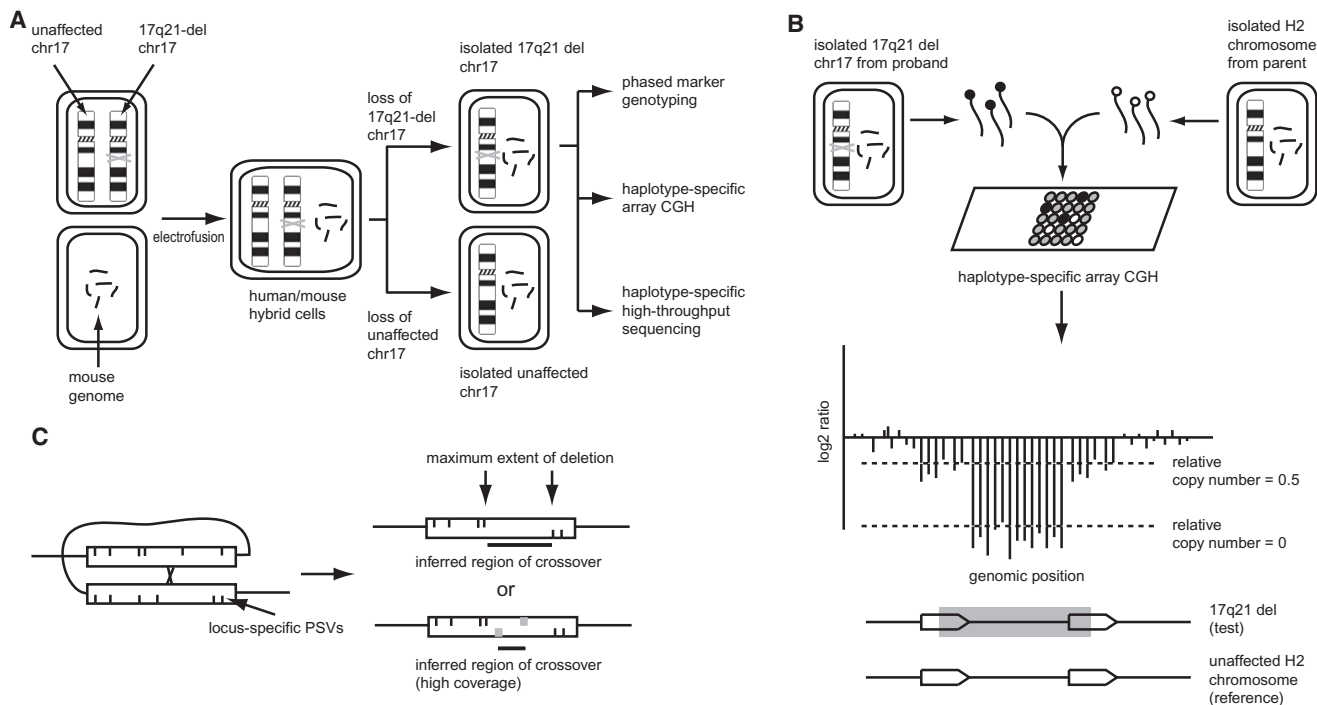 A
unaffected
chr17
17q21-del
chr17
electrofusion
mouse
genome
human/mouse
hybrid cells
loss of
17q21-del
chr17
loss of
unaffected
chr17
isolated 17q21 del
chr17
isolated unaffected
chr17
phased marker
genotyping
haplotype-specific
array CGH
haplotype-specific
high-throughput
sequencing
B
isolated 17q21 del
chr17 from proband
isolated H2
chromosome
from parent
haplotype-specific array CGH
log2 ratio
relative
copy number = 0.5
relative
copy number = 0
genomic position
17q21 del
(test)
unaffected H2
chromosome
(reference)
C
locus-specific PSVs
maximum extent of deletion
inferred region of crossover
or
inferred region of crossover
(high coverage)